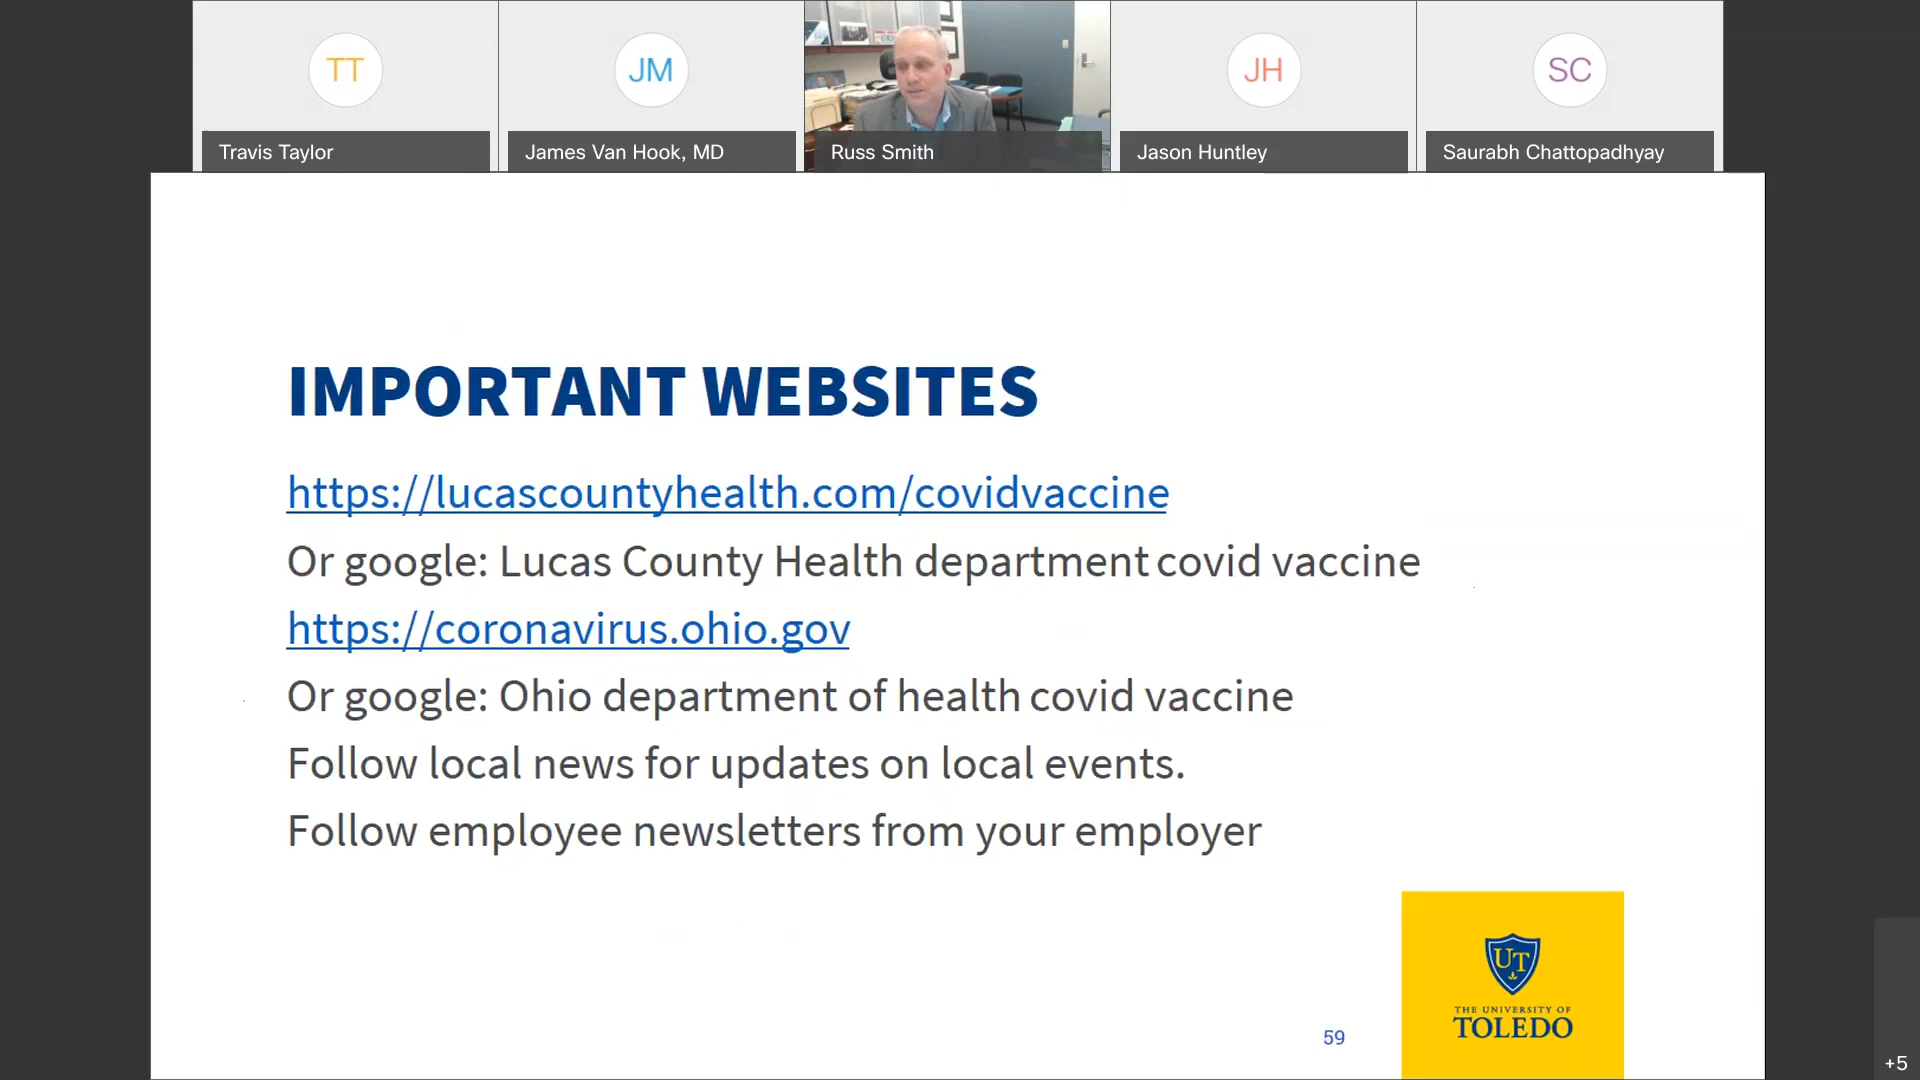 TT
JM
JH
SC
Travis Taylor
James Van Hook, MD
Russ Smith
Jason Huntley
Saurabh Chattopadhyay
IMPORTANT WEBSITES
https://lucascountyhealth.com/covidvaccine
Or google: Lucas County Health department covid vaccine
https://coronavirus.ohio.gov
Or google: Ohio department of health covid vaccine
Follow local news for updates on local events.
Follow employee newsletters from your employer
UT
THE UNIVERSITY OF
TOLEDO
59
+5